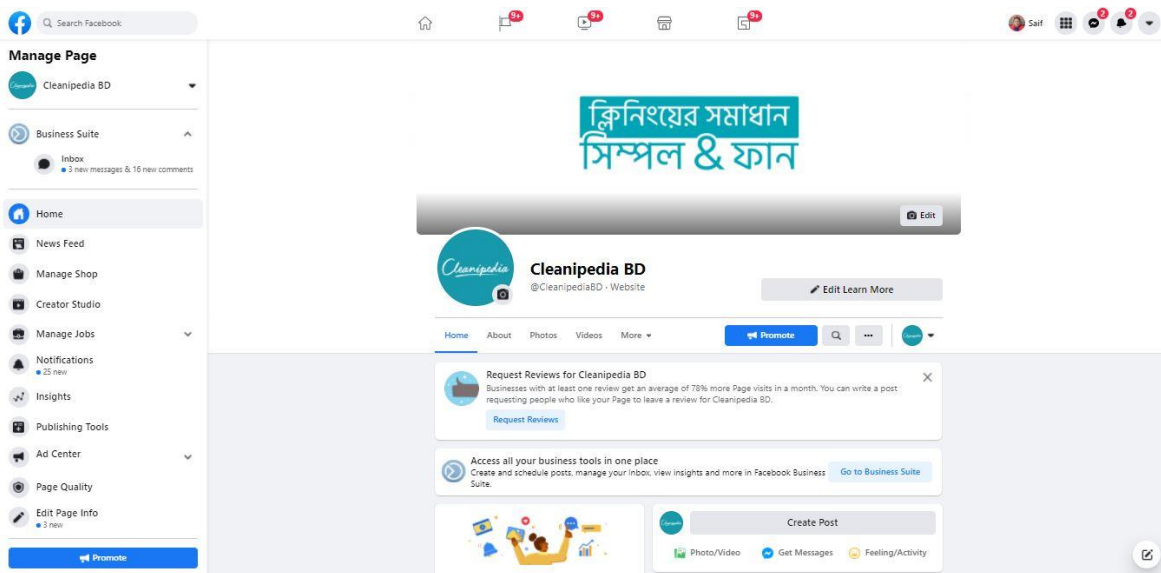 Search Facebook
9+
9+
9+
Saif
2
2
Manage Page
Cleanipedia BD
Business Suite
Inbox
3 new messages & 16 new comments
Home
News Feed
Manage Shop
Creator Studio
Manage Jobs
Notifications
25 new
Insights
Publishing Tools
Ad Center
Page Quality
Edit Page Info
3 new
Promote
ক্লিনিংয়ের সমাধান
সিম্পল & ফান
Edit
Cleanipedia
Cleanipedia BD
@CleanipediaBD · Website
Edit Learn More
Home About Photos Videos More
Promote
Request Reviews for Cleanipedia BD
Businesses with at least one review get an average of 78% more Page visits in a month. You can write a post
requesting people who like your Page to leave a review for Cleanipedia BD.
Request Reviews
Access all your business tools in one place
Create and schedule posts, manage your Inbox, view insights and more in Facebook Business
Suite.
Go to Business Suite
Create Post
Photo/Video Get Messages Feeling/Activity